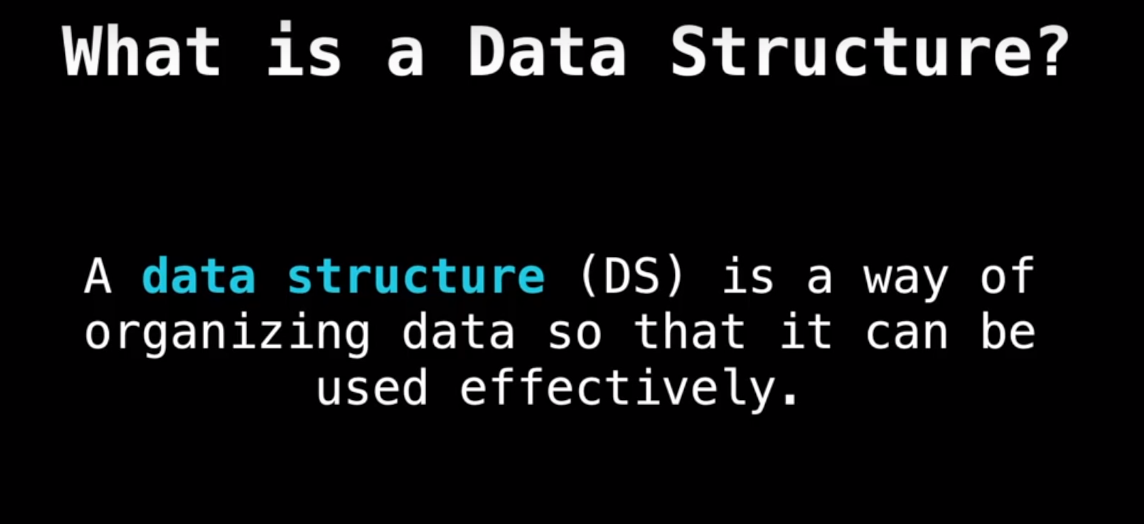 What is a Data Structure?
A data structure (DS) is a way of
organizing data so that it can be
used effectively.